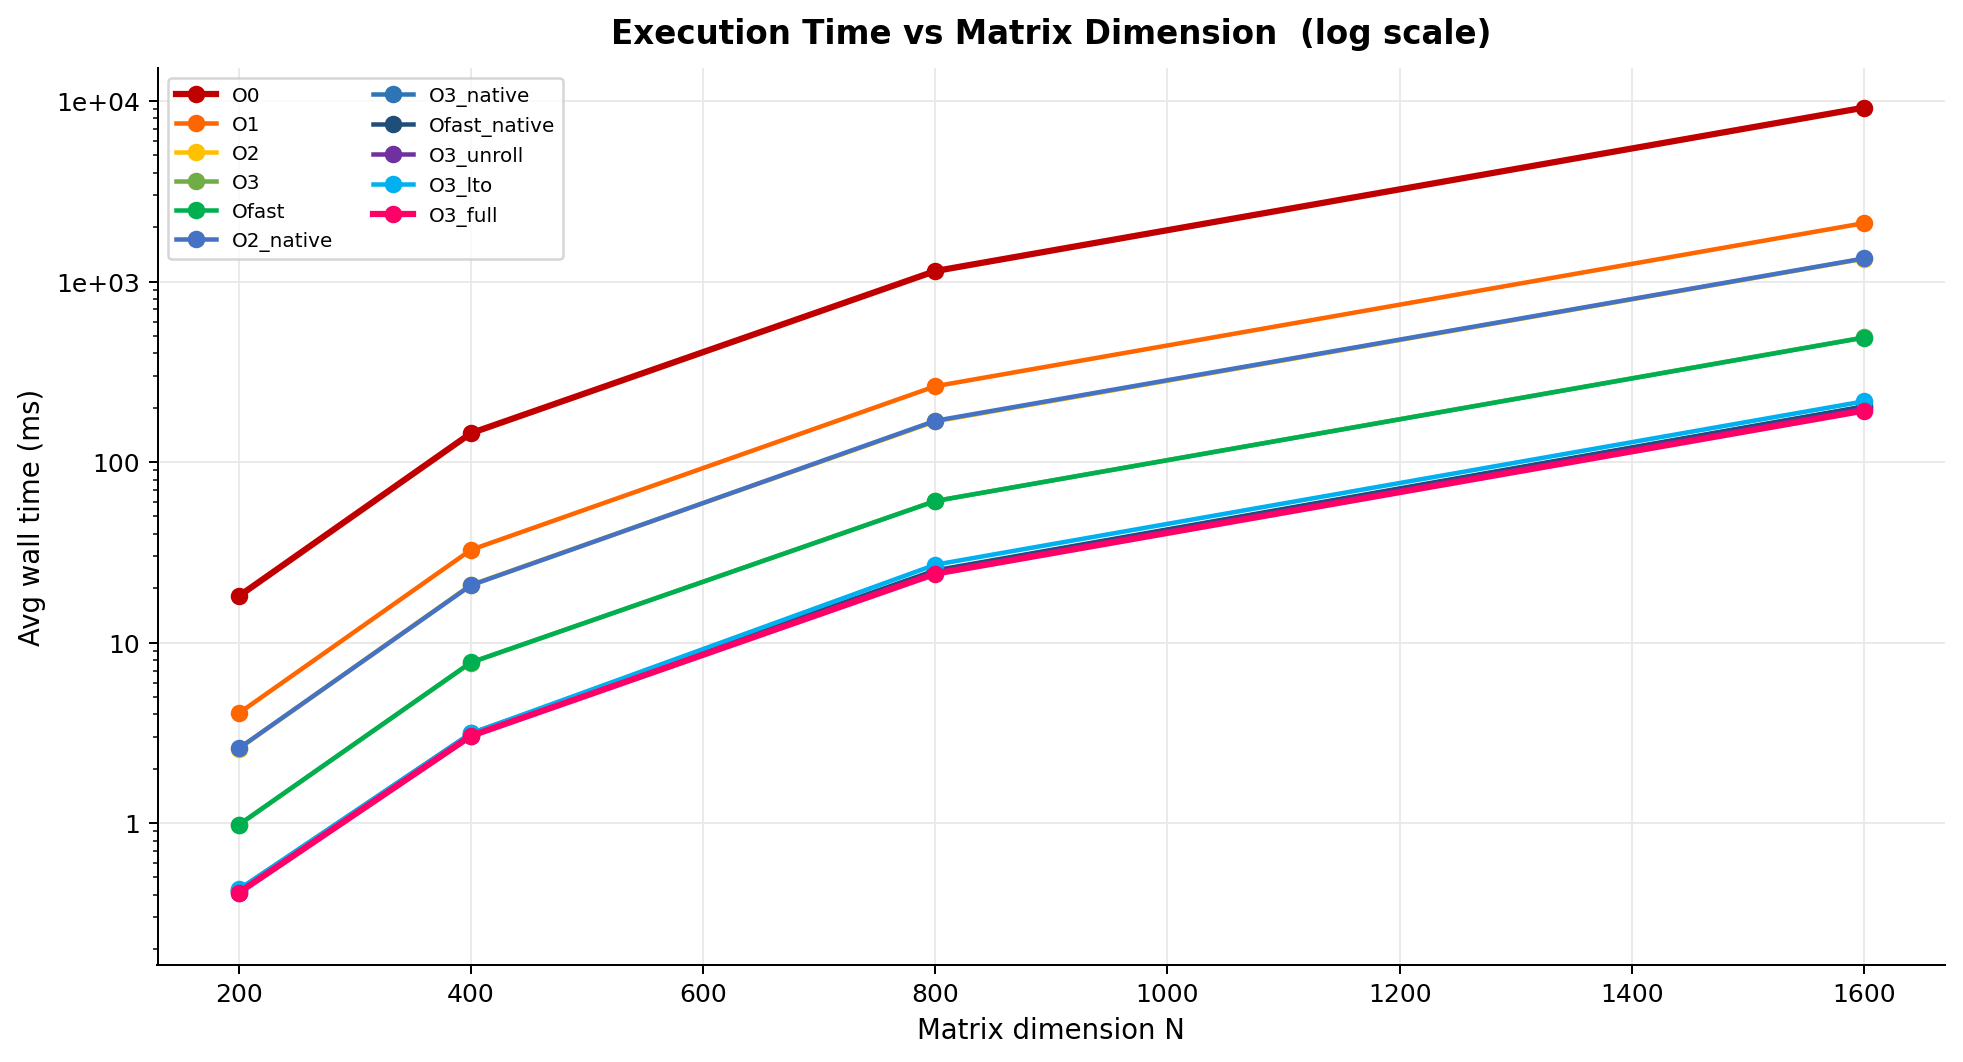 Execution Time vs Matrix Dimension  (log scale)
O0
O1
O2
O3
Ofast
O2_native
O3_native
Ofast_native
O3_unroll
O3_lto
O3_full
Avg wall time (ms)
1e+04
1e+03
100
10
1
200 400 600 800 1000 1200 1400 1600
Matrix dimension N